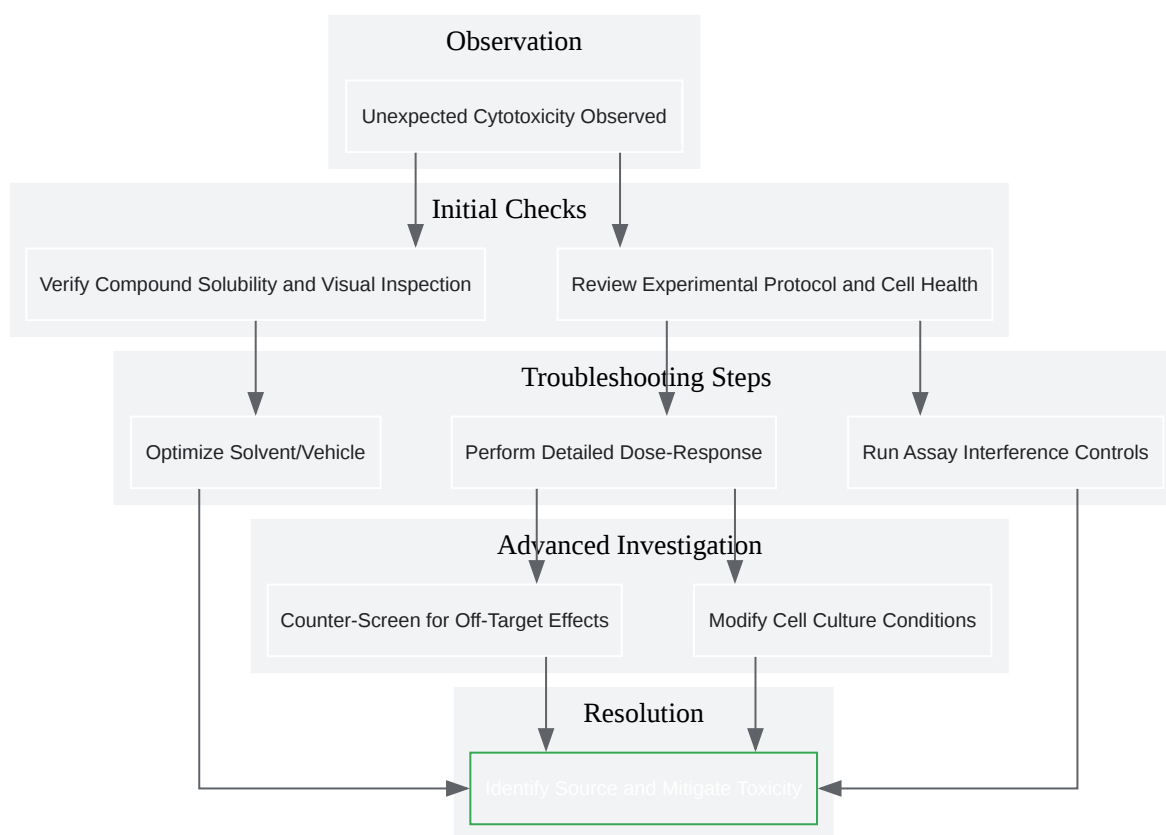 Observation
Unexpected Cytotoxicity Observed
Initial Checks
Verify Compound Solubility and Visual Inspection
Review Experimental Protocol and Cell Health
Troubleshooting Steps
Optimize Solvent/Vehicle
Perform Detailed Dose-Response
Run Assay Interference Controls
Advanced Investigation
Counter-Screen for Off-Target Effects
Modify Cell Culture Conditions
Resolution
Identify Source and Mitigate Toxicity